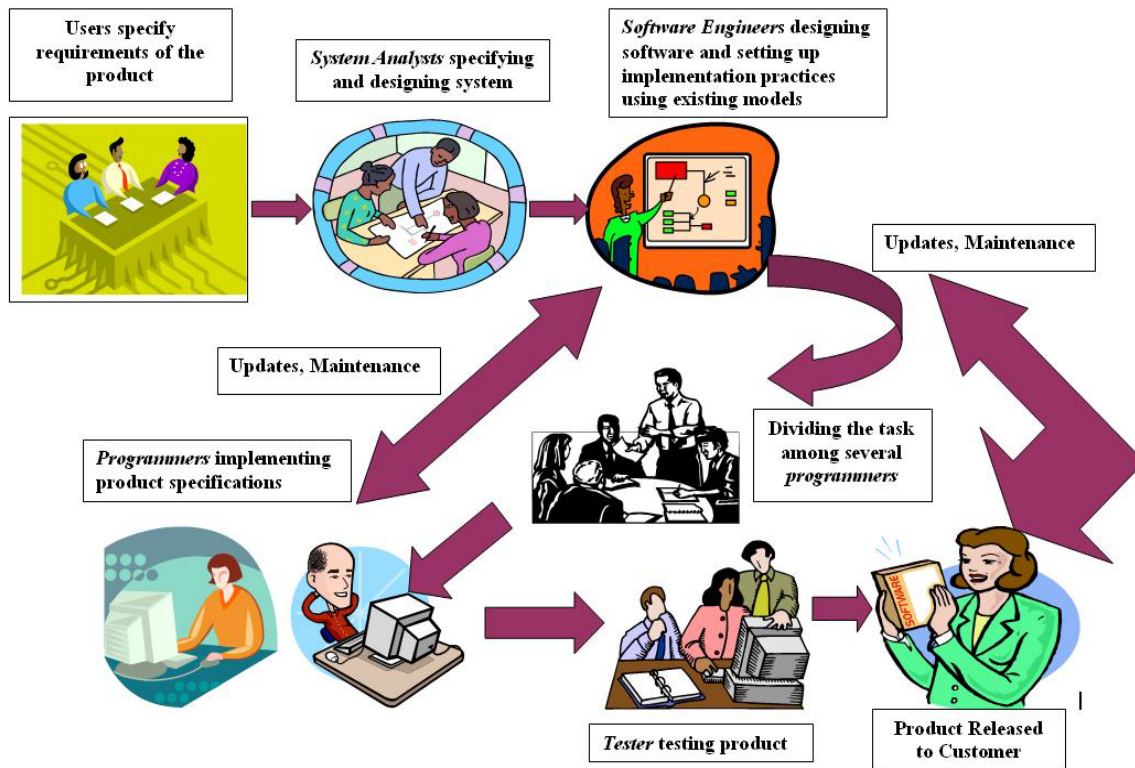 Users specify
requirements of the
product
System Analysts specifying
and designing system
Software Engineers designing
software and setting up
implementation practices
using existing models
Updates, Maintenance
Updates, Maintenance
Programmers implementing
product specifications
Dividing the task
among several
programmers
SOFTWARE
Tester testing product
Product Released
to Customer